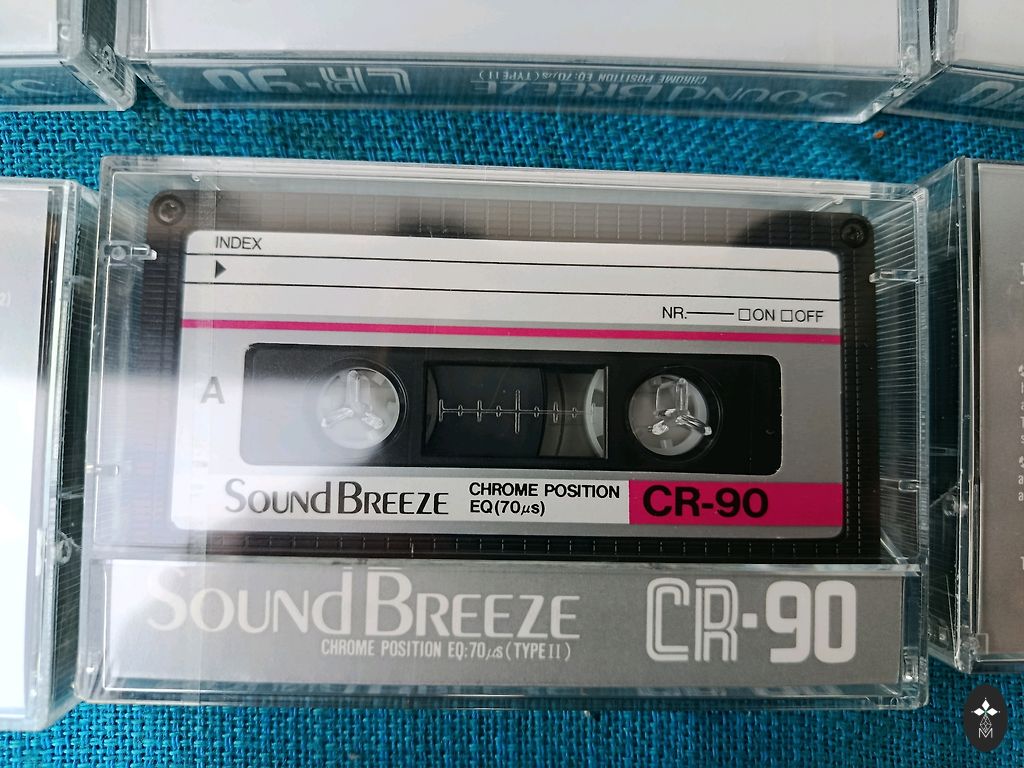 CR-90 SOUND BREEZE
CHROME POSITION EQ:70μs (TYPE II)
INDEX
NR. ON OFF
A
SOUND BREEZE CHROME POSITION CR-90
EQ(70μs)
SOUND BREEZE CR-90
CHROME POSITION EQ:70μs (TYPE II)
M